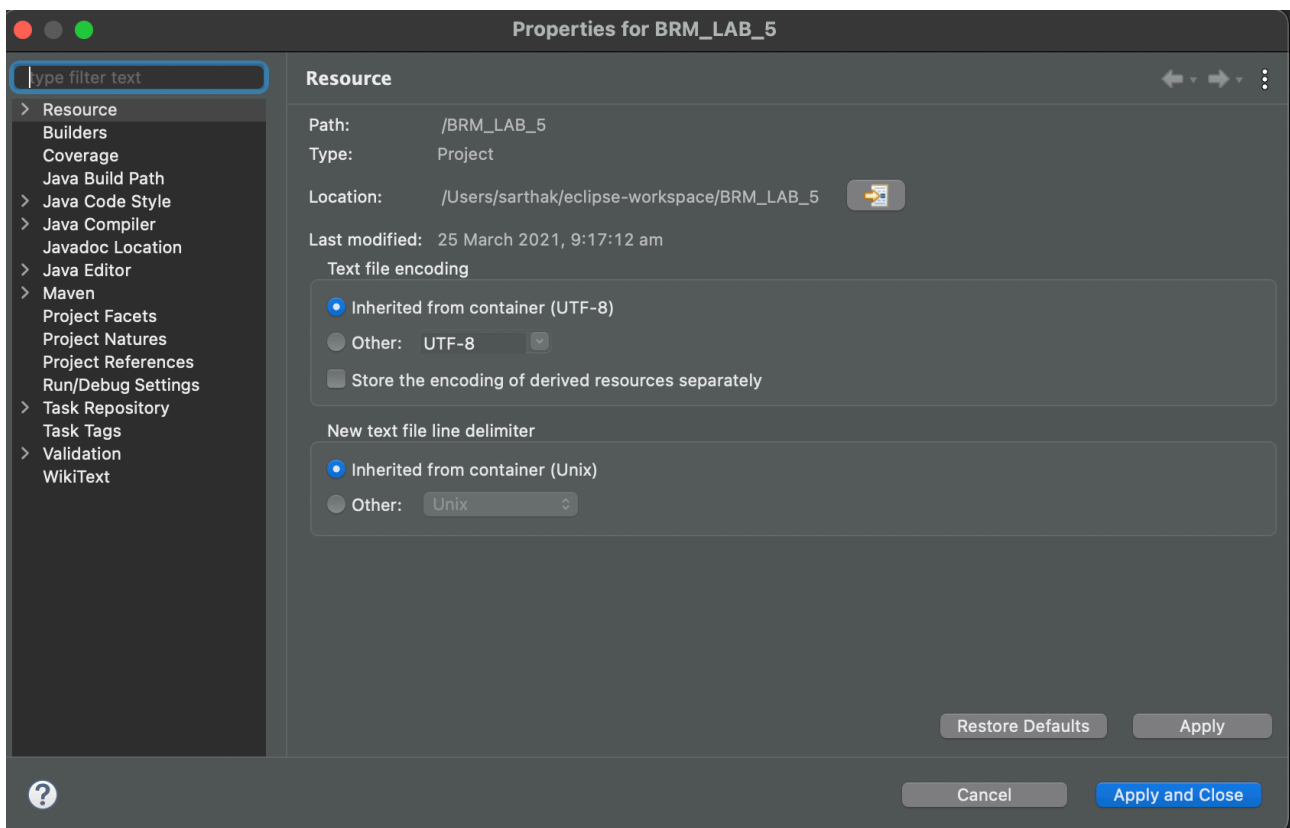 Properties for BRM_LAB_5
type filter text
Resource
Builders
Coverage
Java Build Path
Java Code Style
Java Compiler
Javadoc Location
Java Editor
Maven
Project Facets
Project Natures
Project References
Run/Debug Settings
Task Repository
Task Tags
Validation
WikiText
Resource
Path: /BRM_LAB_5
Type: Project
Location: /Users/sarthak/eclipse-workspace/BRM_LAB_5
Last modified: 25 March 2021, 9:17:12 am
Text file encoding
Inherited from container (UTF-8)
Other: UTF-8
Store the encoding of derived resources separately
New text file line delimiter
Inherited from container (Unix)
Other: Unix
Restore Defaults Apply
? Cancel Apply and Close